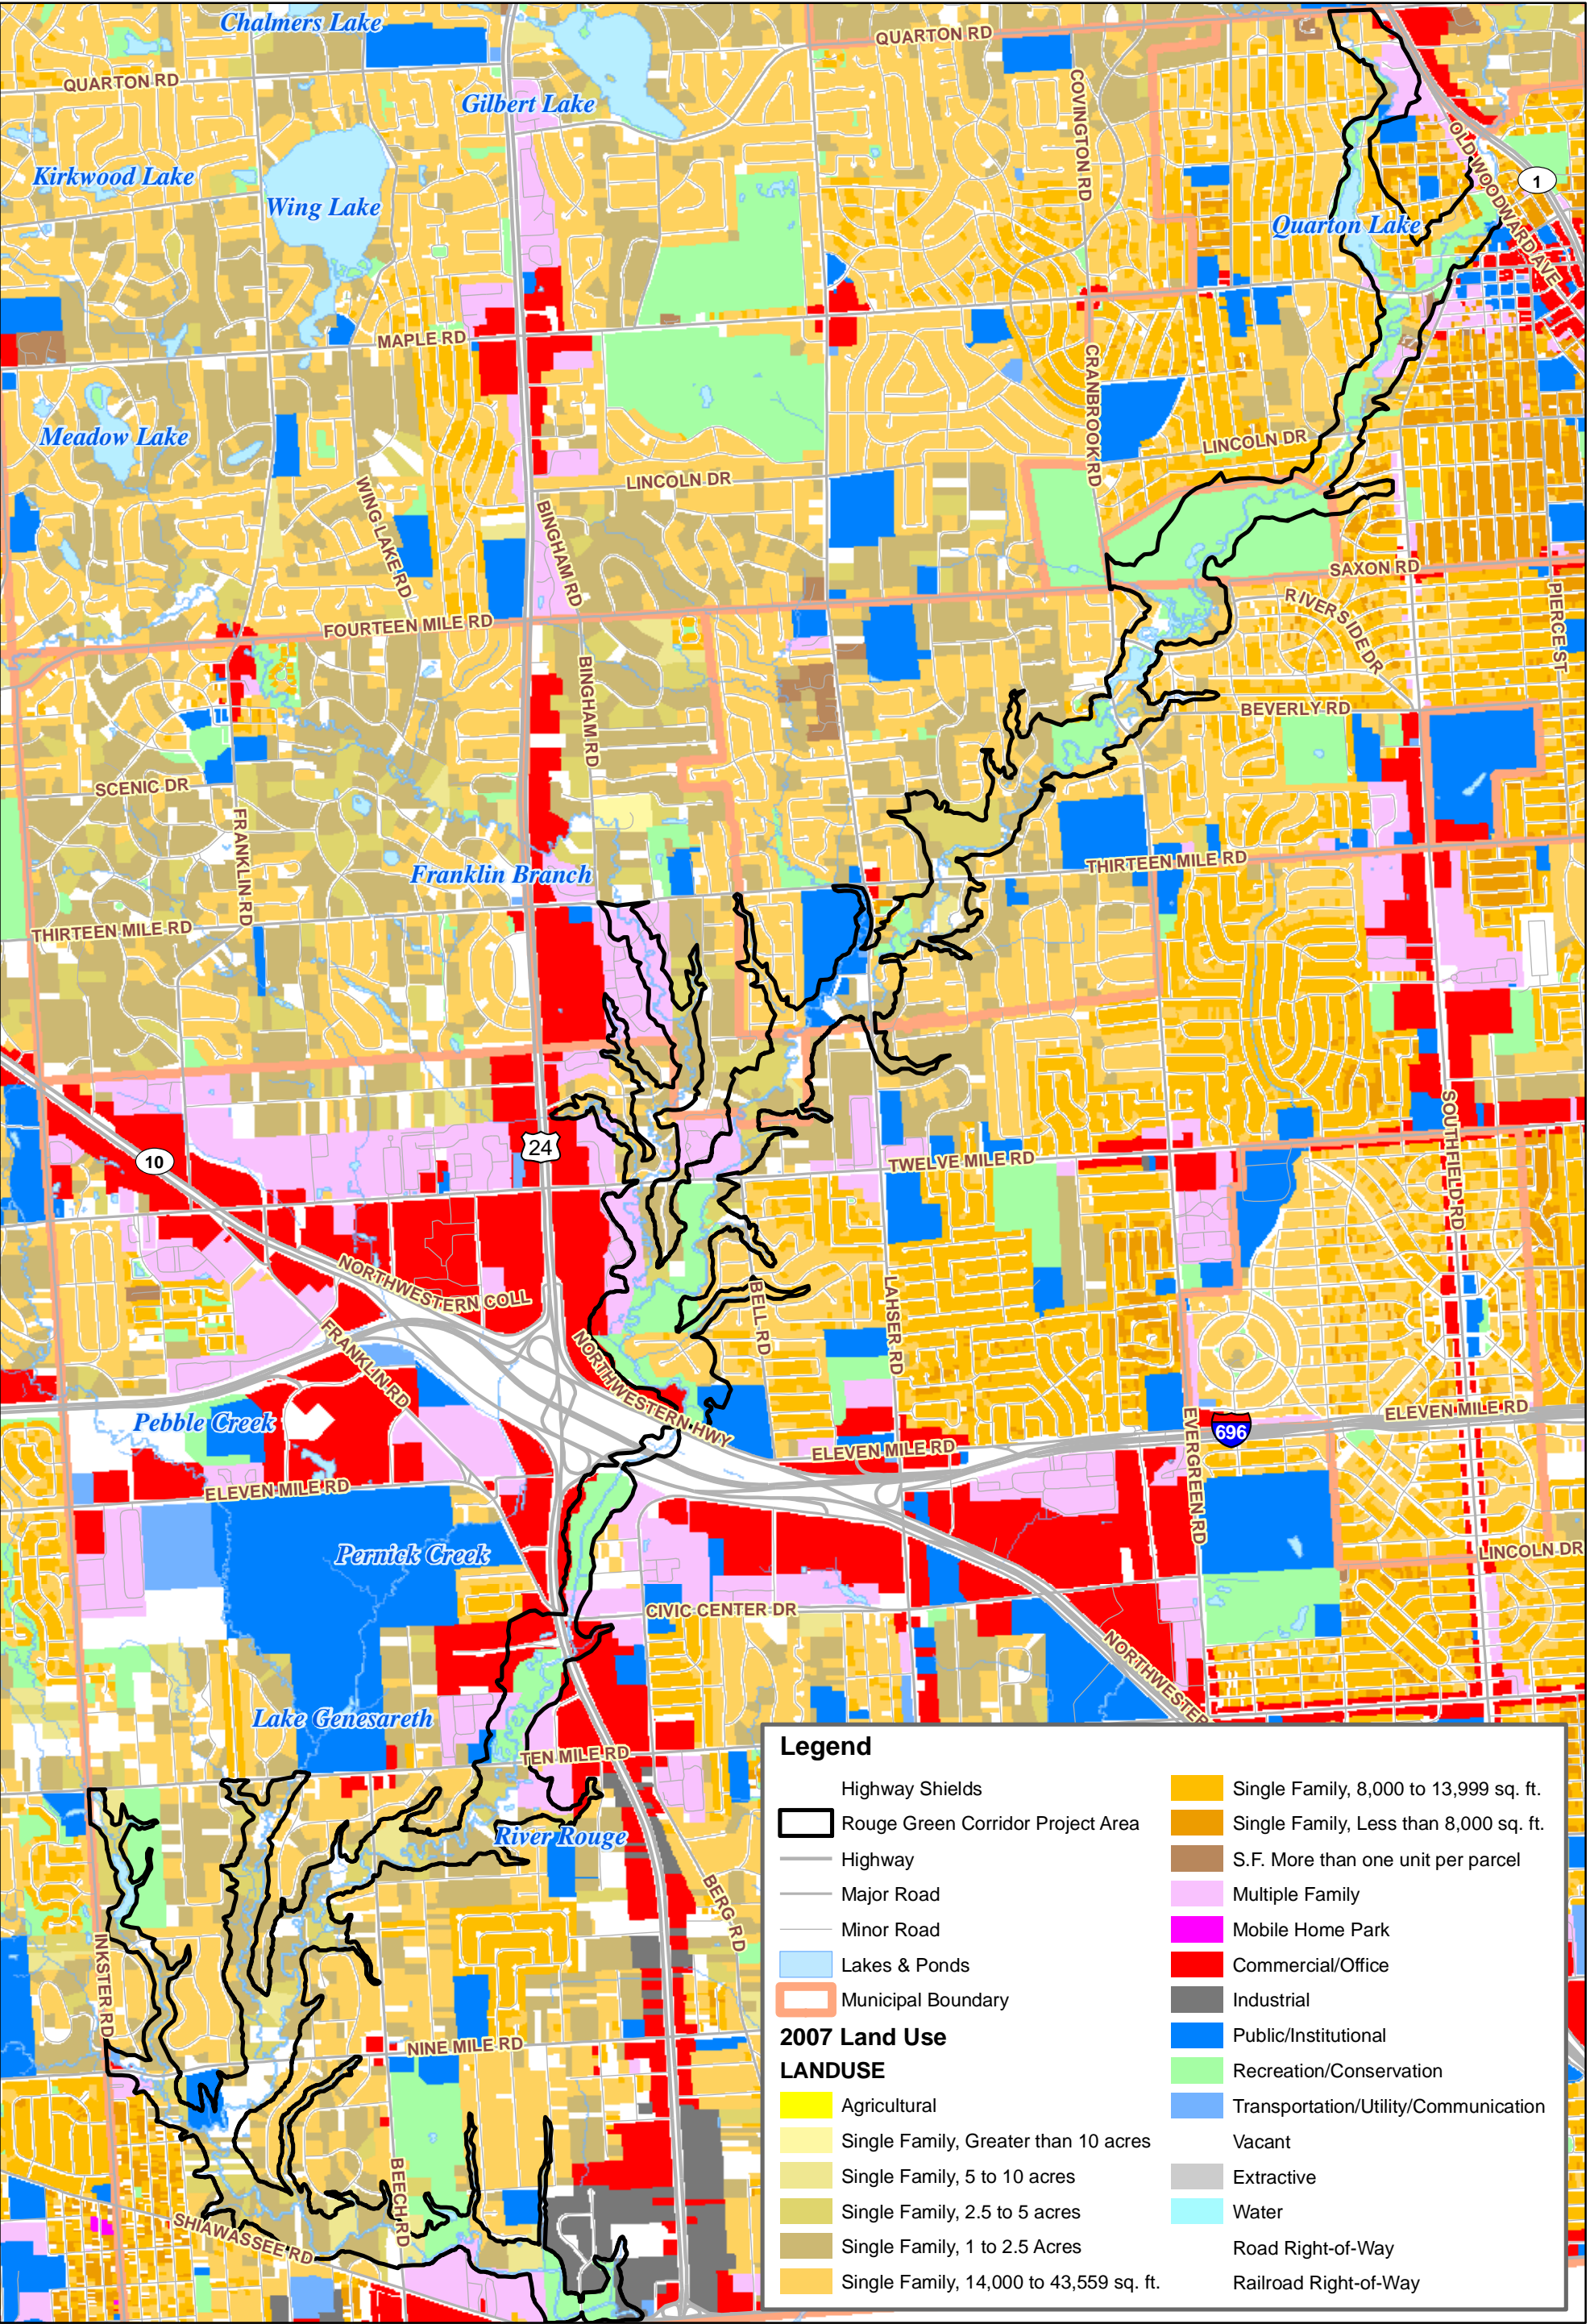 Chalmers Lake
QUARTON RD
QUARTON RD
Gilbert Lake
COVINGTON RD
OLD WOODWARD AVE
1
Kirkwood Lake
Wing Lake
Quarton Lake
MAPLE RD
CRANBROOK RD
Meadow Lake
LINCOLN DR
LINCOLN DR
WING LAKE RD
BINGHAM RD
SAXON RD
RIVERSIDE DR
PIERCE ST
FOURTEEN MILE RD
BINGHAM RD
BEVERLY RD
SCENIC DR
FRANKLIN RD
Franklin Branch
THIRTEEN MILE RD
THIRTEEN MILE RD
SOUTHFIELD RD
24
10
TWELVE MILE RD
NORTHWESTERN COLL
BELL RD
LAHSER RD
FRANKLIN RD
NORTHWESTERN HWY
Pebble Creek
EVERGREEN RD
696
ELEVEN MILE RD
ELEVEN MILE RD
ELEVEN MILE RD
Pernick Creek
LINCOLN DR
CIVIC CENTER DR
NORTHWESTER
Lake Genesareth
TEN MILE RD
River Rouge
BERG RD
INKSTER RD
NINE MILE RD
BEECH RD
SHIAWASSEE RD
Legend
Highway Shields
Rouge Green Corridor Project Area
Highway
Major Road
Minor Road
Lakes & Ponds
Municipal Boundary
2007 Land Use
LANDUSE
Agricultural
Single Family, Greater than 10 acres
Single Family, 5 to 10 acres
Single Family, 2.5 to 5 acres
Single Family, 1 to 2.5 Acres
Single Family, 14,000 to 43,559 sq. ft.
Single Family, 8,000 to 13,999 sq. ft.
Single Family, Less than 8,000 sq. ft.
S.F. More than one unit per parcel
Multiple Family
Mobile Home Park
Commercial/Office
Industrial
Public/Institutional
Recreation/Conservation
Transportation/Utility/Communication
Vacant
Extractive
Water
Road Right-of-Way
Railroad Right-of-Way